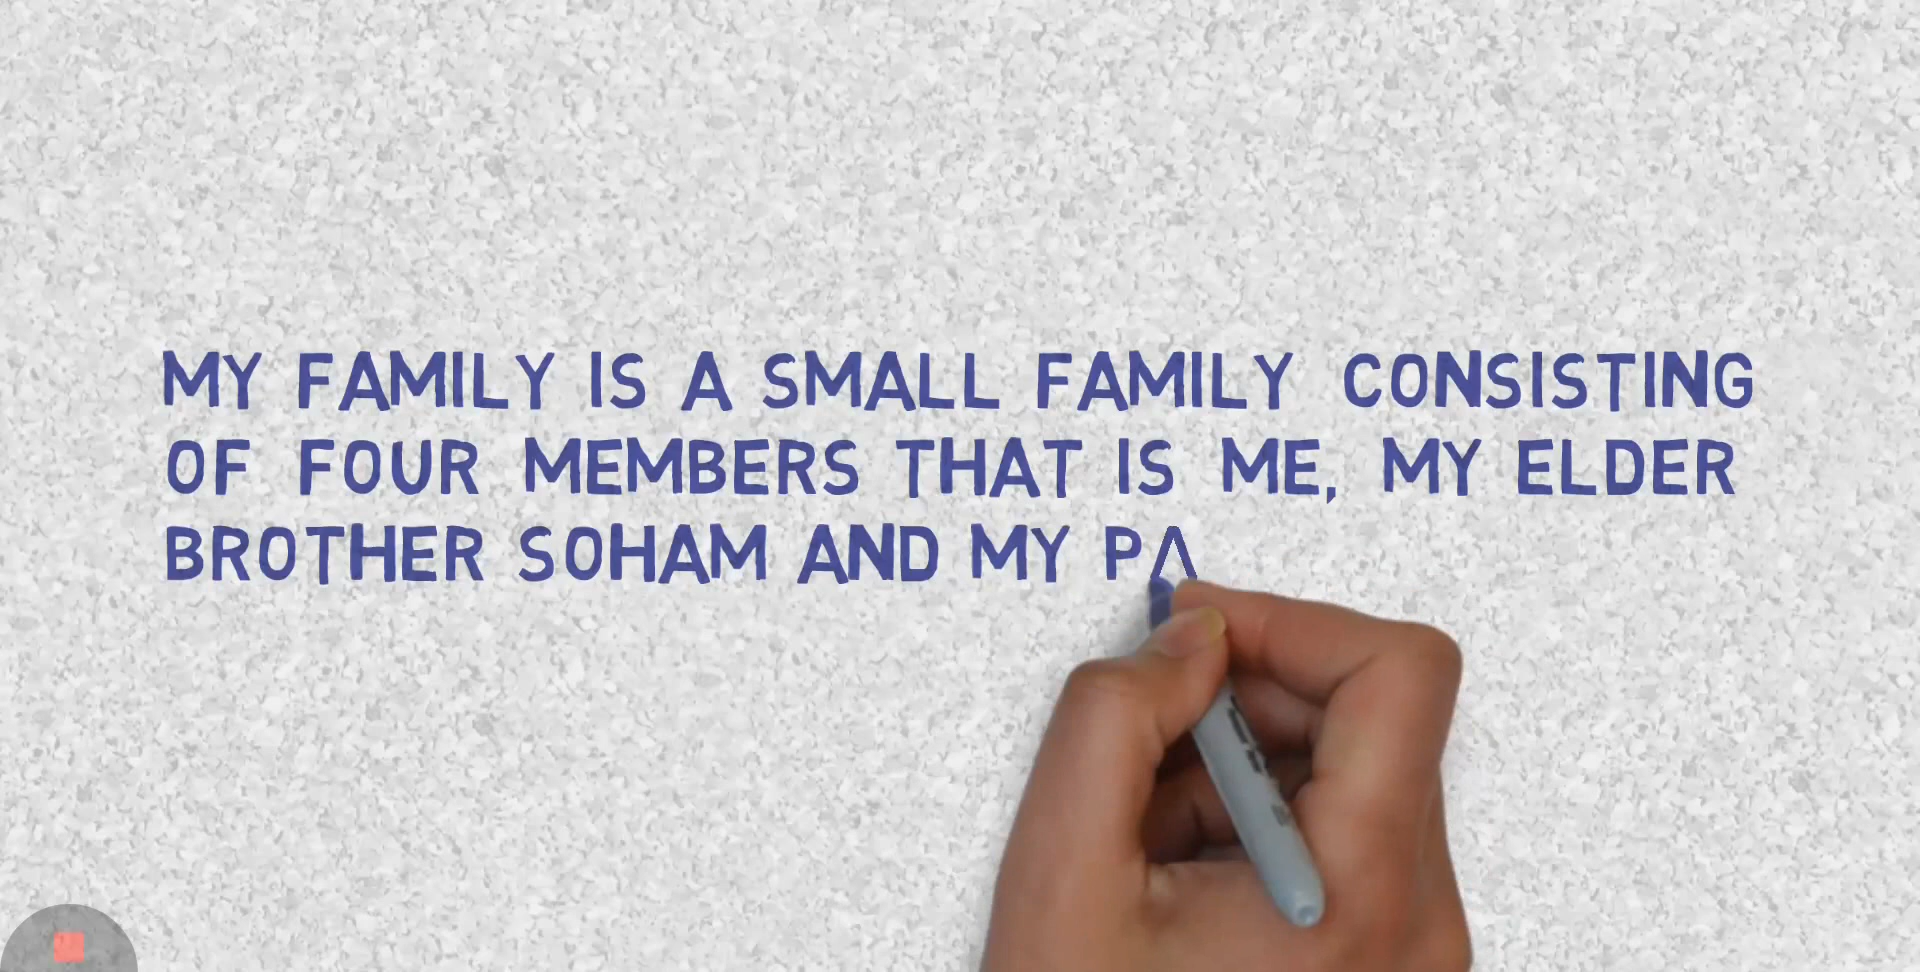 MY FAMILY IS A SMALL FAMILY CONSISTING
OF FOUR MEMBERS THAT IS ME, MY ELDER
BROTHER SOHAM AND MY PA